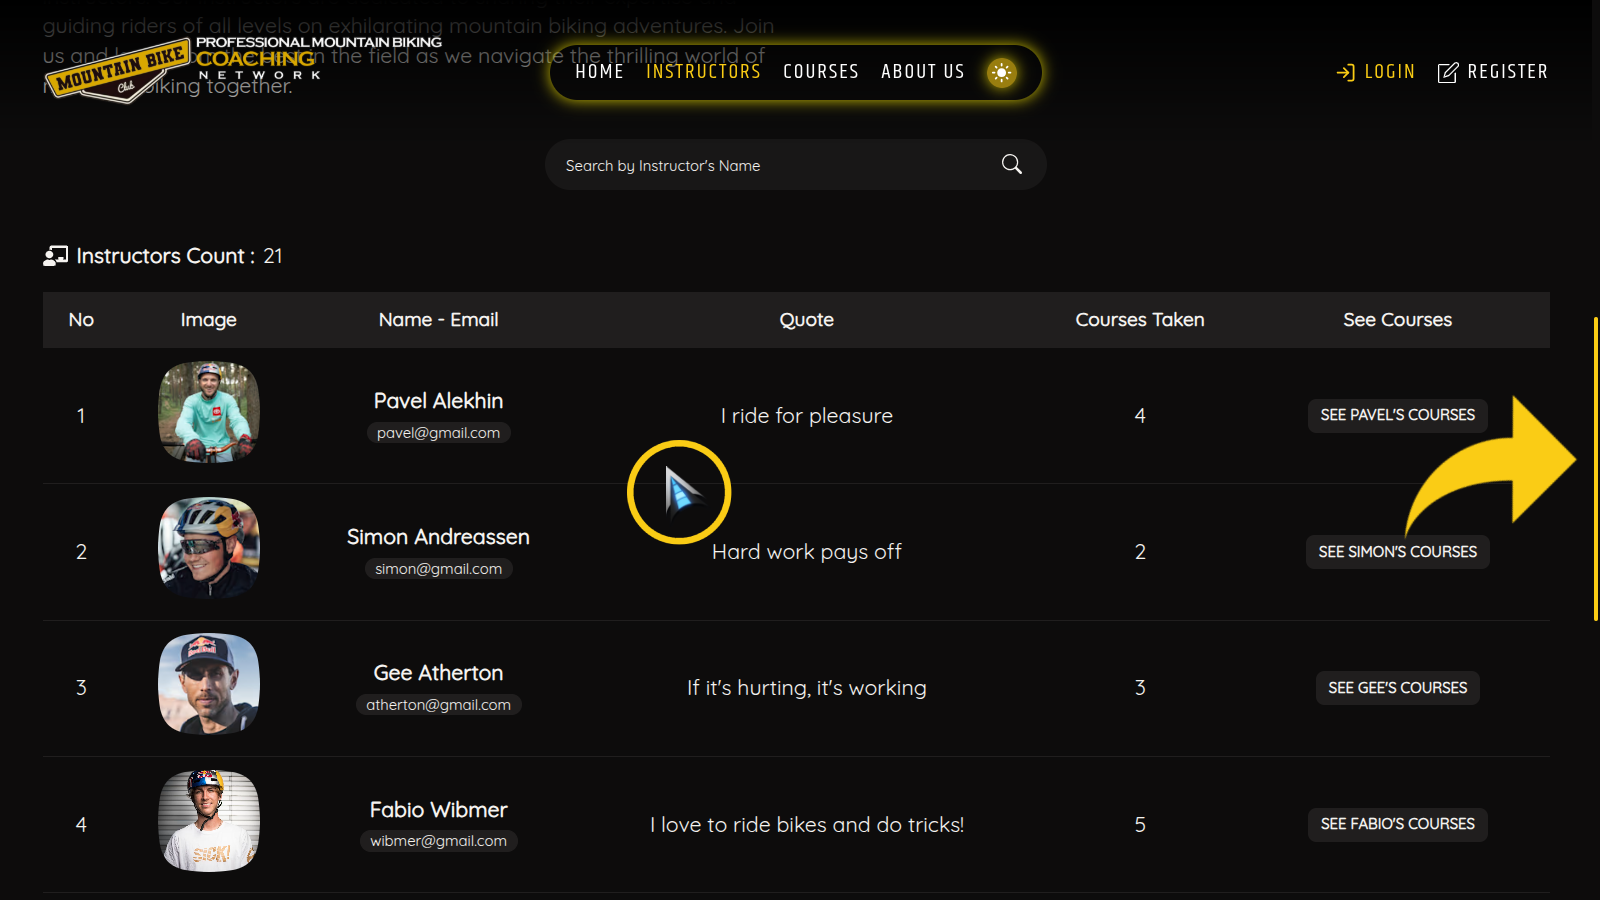 guiding riders of all levels on exhilarating mountain biking adventures. Join
us and in the field as we navigate the thrilling world of
biking together.
MOUNTAIN BIKE
Club
PROFESSIONAL MOUNTAIN BIKING
COACHING
NETWORK
HOME INSTRUCTORS COURSES ABOUT US
LOGIN REGISTER
Search by Instructor's Name
Instructors Count : 21
No Image Name - Email Quote Courses Taken See Courses
1 Pavel Alekhin I ride for pleasure 4 SEE PAVEL'S COURSES
pavel@gmail.com
2 Simon Andreassen Hard work pays off 2 SEE SIMON'S COURSES
simon@gmail.com
3 Gee Atherton If it's hurting, it's working 3 SEE GEE'S COURSES
atherton@gmail.com
4 Fabio Wibmer I love to ride bikes and do tricks! 5 SEE FABIO'S COURSES
wibmer@gmail.com
SICK!